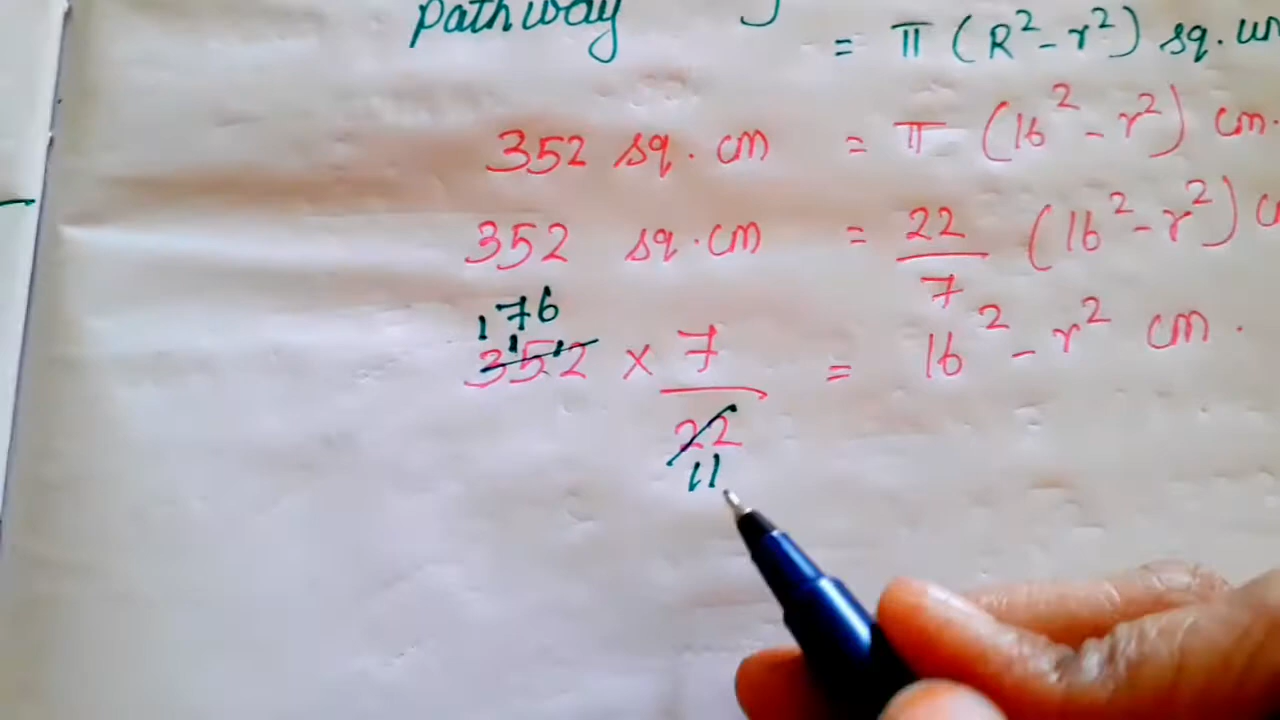 pathway = π (R² - r²) sq.
352 sq. cm = π (16² - r²) cm.
352 sq. cm = 22/7 (16² - r²)
176
352 × 7/22 = 16² - r² cm.
11